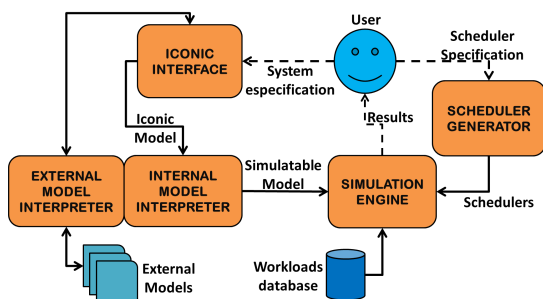 User
Scheduler
Specification
ICONIC
INTERFACE
System
especification
Iconic
Model
Results
SCHEDULER
GENERATOR
EXTERNAL
MODEL
INTERPRETER
INTERNAL
MODEL
INTERPRETER
Simulatable
Model
SIMULATION
ENGINE
Schedulers
External
Models
Workloads
database